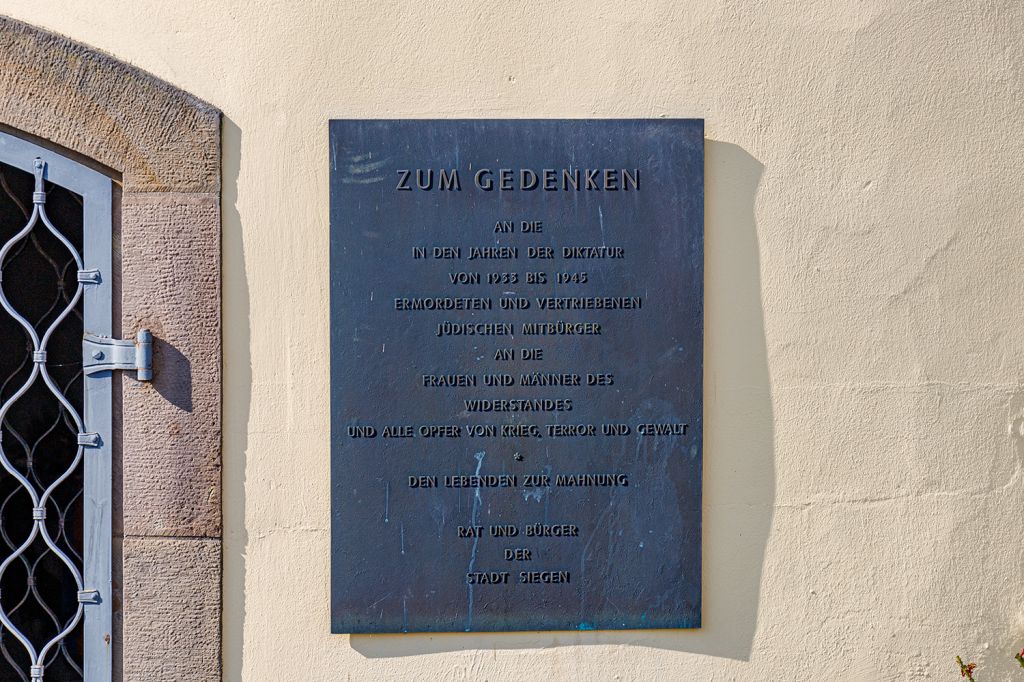 ZUM GEDENKEN
AN DIE
IN DEN JAHREN DER DIKTATUR
VON 1933 BIS 1945
ERMORDETEN UND VERTRIEBENEN
JÜDISCHEN MITBÜRGER
AN DIE
FRAUEN UND MÄNNER DES
WIDERSTANDES
UND ALLE OPFER VON KRIEG, TERROR UND GEWALT
*
DEN LEBENDEN ZUR MAHNUNG
RAT UND BÜRGER
DER
STADT SIEGEN